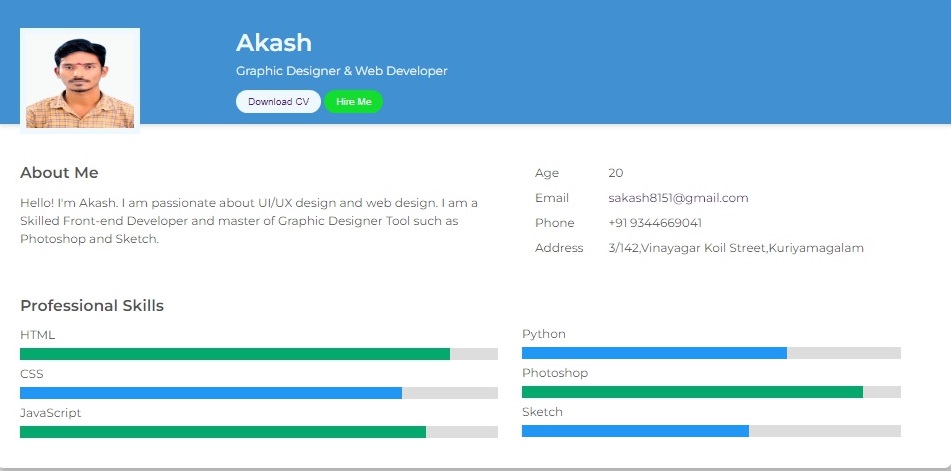 Akash
Graphic Designer & Web Developer
Download CV
Hire Me
About Me
Hello! I'm Akash. I am passionate about UI/UX design and web design. I am a
Skilled Front-end Developer and master of Graphic Designer Tool such as
Photoshop and Sketch.
Age 20
Email sakash8151@gmail.com
Phone +91 9344669041
Address 3/142,Vinayagar Koil Street,Kuriyamagalam
Professional Skills
HTML
CSS
JavaScript
Python
Photoshop
Sketch